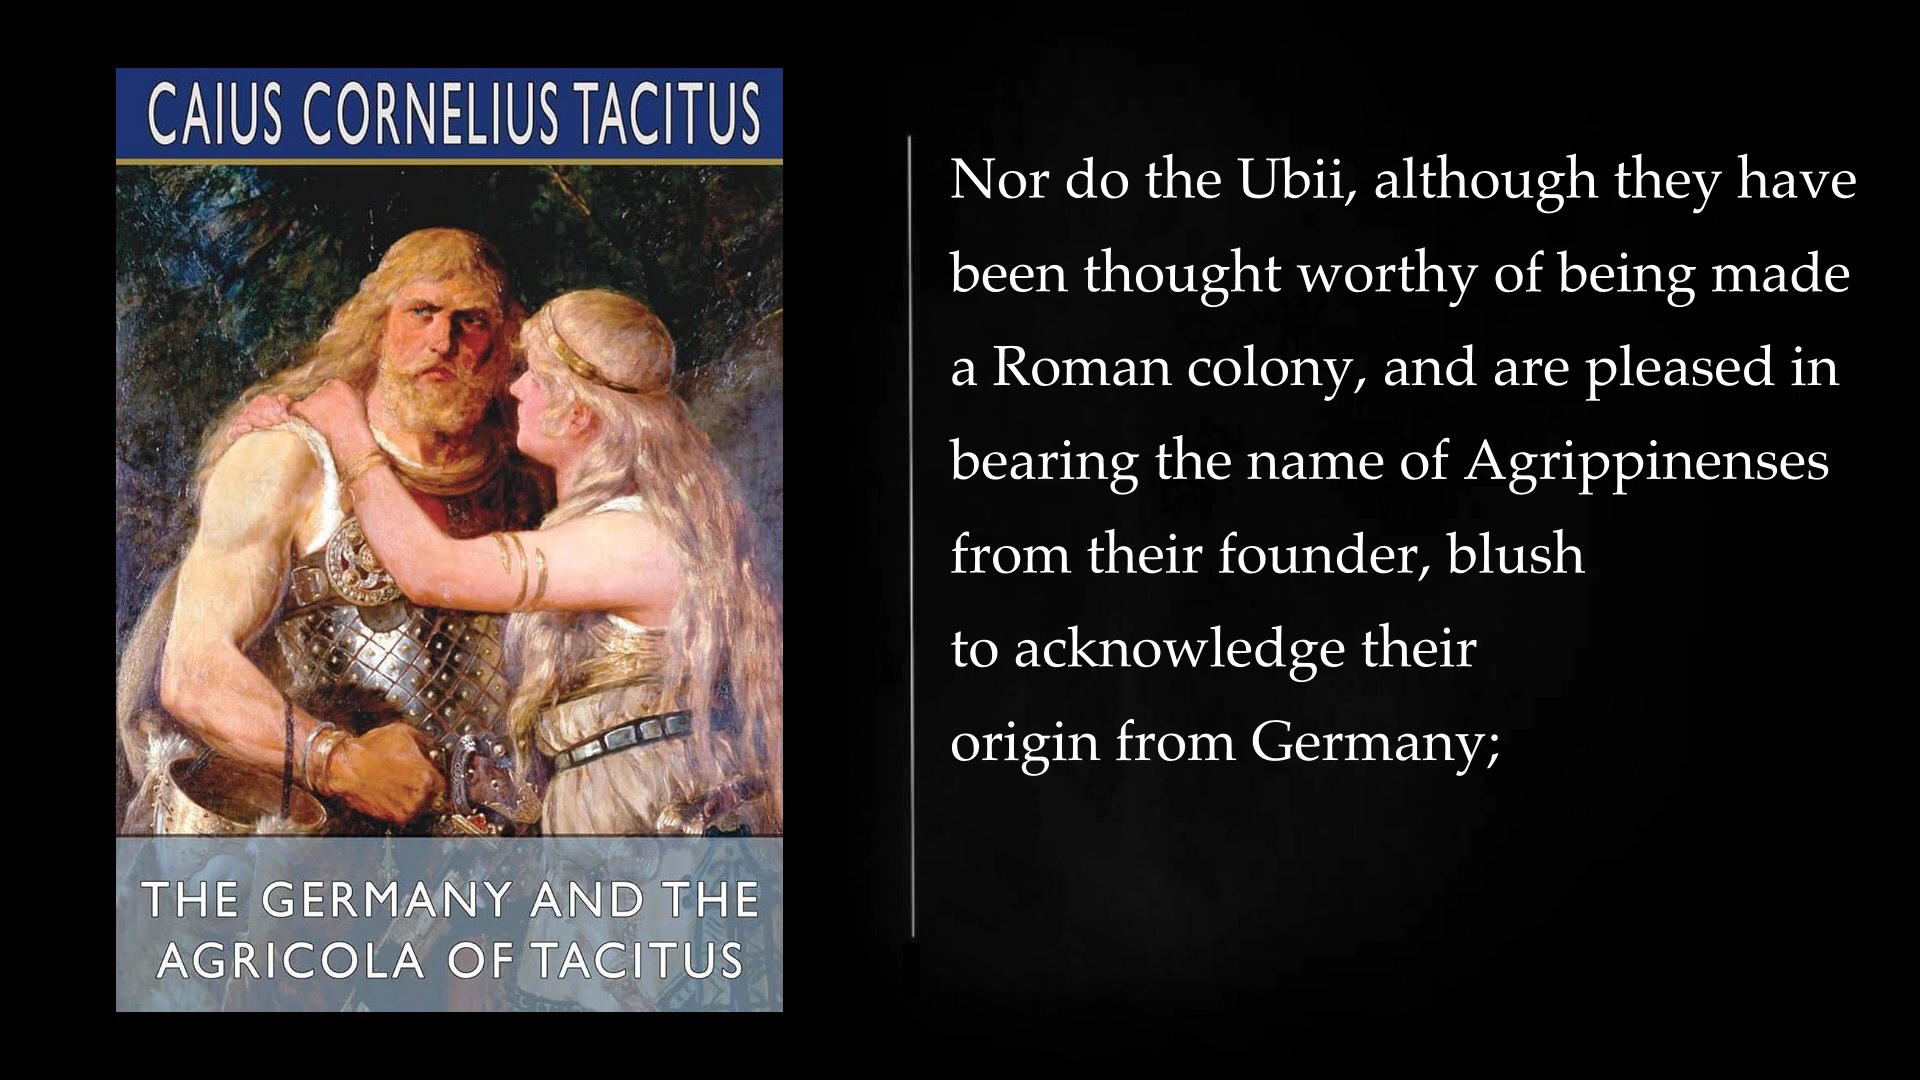 CAIUS CORNELIUS TACITUS
THE GERMANY AND THE
AGRICOLA OF TACITUS
Nor do the Ubii, although they have
been thought worthy of being made
a Roman colony, and are pleased in
bearing the name of Agrippinenses
from their founder, blush
to acknowledge their
origin from Germany;